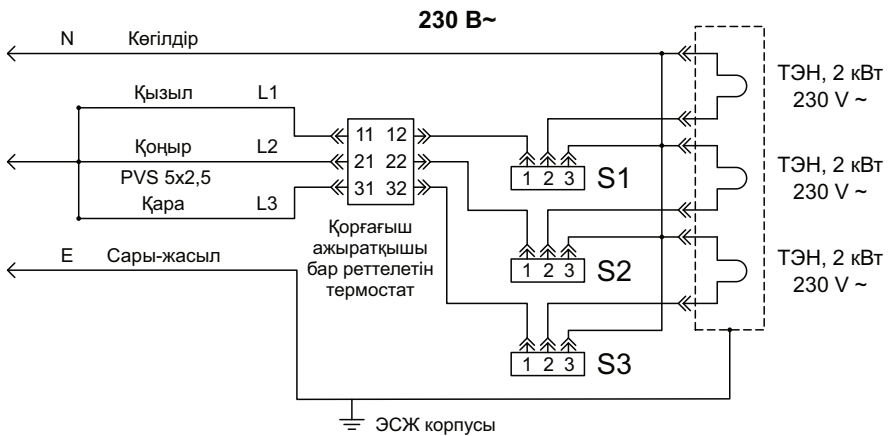 230 В~
N Көгілдір
ТЭН, 2 кВт
230 V ~
Қызыл L1
11 12
Қоңыр L2
21 22
1 2 3 S1
ТЭН, 2 кВт
230 V ~
PVS 5x2,5
31 32
Қара L3
Қорғағыш
ажыратқышы
бар реттелетін
термостат
E Сары-жасыл
1 2 3 S2
ТЭН, 2 кВт
230 V ~
1 2 3 S3
ЭСЖ корпусы